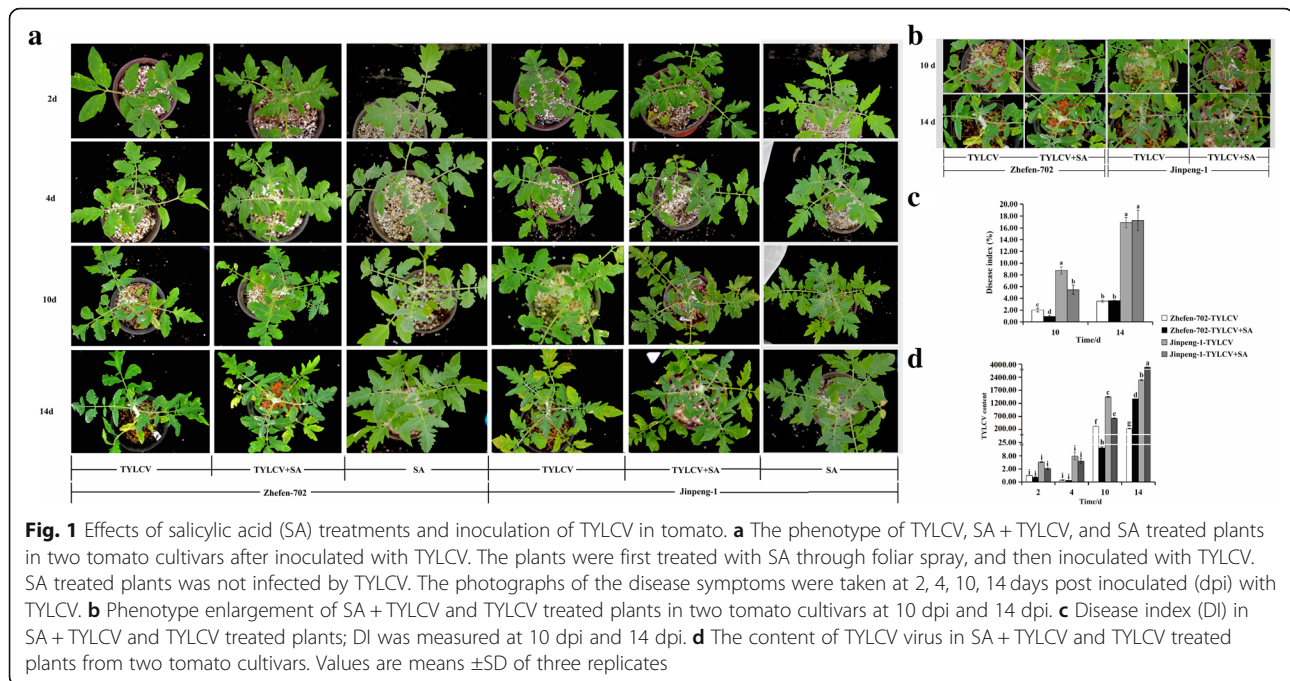 a
2d
4d
10d
14d
TYLCV TYLCV+SA SA TYLCV TYLCV+SA SA
Zhefen-702 Jinpeng-1
b
10 d
14 d
TYLCV TYLCV+SA TYLCV TYLCV+SA
Zhefen-702 Jinpeng-1
c
Disease index (%)
20.00
18.00
16.00
14.00
12.00
10.00
8.00
6.00
4.00
2.00
0.00
a a
a
b
b b
d
10 14
Time/d
Zhefen-702-TYLCV
Zhefen-702-TYLCV+SA
Jinpeng-1-TYLCV
Jinpeng-1-TYLCV+SA
d
TYLCV content
4000.00
2400.00
1700.00
1200.00
700.00
200.00
25.00
8.00
2.00
0.00
i i i i
i i i i
f h c e
d b a
2 4 10 14
Time/d
Fig. 1 Effects of salicylic acid (SA) treatments and inoculation of TYLCV in tomato. a The phenotype of TYLCV, SA + TYLCV, and SA treated plants
in two tomato cultivars after inoculated with TYLCV. The plants were first treated with SA through foliar spray, and then inoculated with TYLCV.
SA treated plants was not infected by TYLCV. The photographs of the disease symptoms were taken at 2, 4, 10, 14 days post inoculated (dpi) with
TYLCV. b Phenotype enlargement of SA + TYLCV and TYLCV treated plants in two tomato cultivars at 10 dpi and 14 dpi. c Disease index (DI) in
SA + TYLCV and TYLCV treated plants; DI was measured at 10 dpi and 14 dpi. d The content of TYLCV virus in SA + TYLCV and TYLCV treated
plants from two tomato cultivars. Values are means ±SD of three replicates